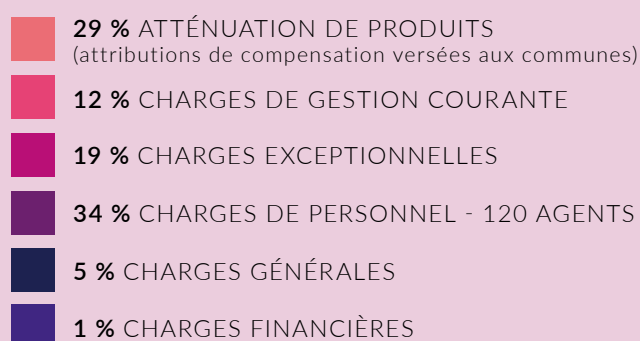 29 % ATTÉNUATION DE PRODUITS
(attributions de compensation versées aux communes)
12 % CHARGES DE GESTION COURANTE
19 % CHARGES EXCEPTIONNELLES
34 % CHARGES DE PERSONNEL - 120 AGENTS
5 % CHARGES GÉNÉRALES
1 % CHARGES FINANCIÈRES